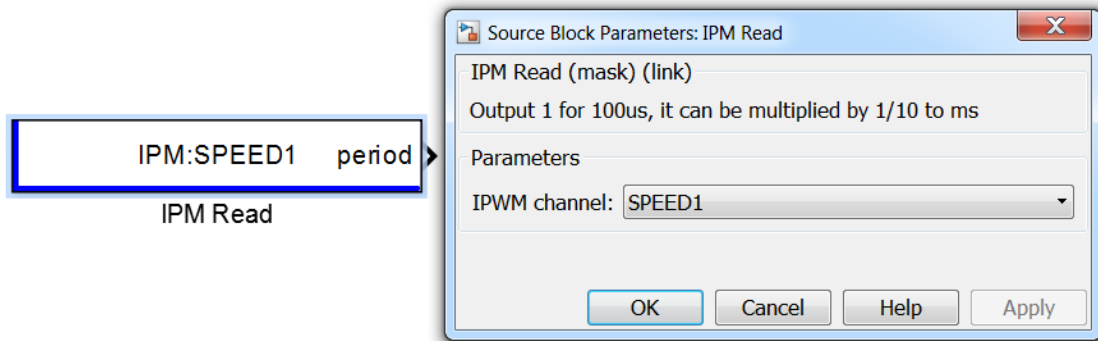 IPM:SPEED1 period
IPM Read
Source Block Parameters: IPM Read
IPM Read (mask) (link)
Output 1 for 100us, it can be multiplied by 1/10 to ms
Parameters
IPWM channel: SPEED1
OK Cancel Help Apply